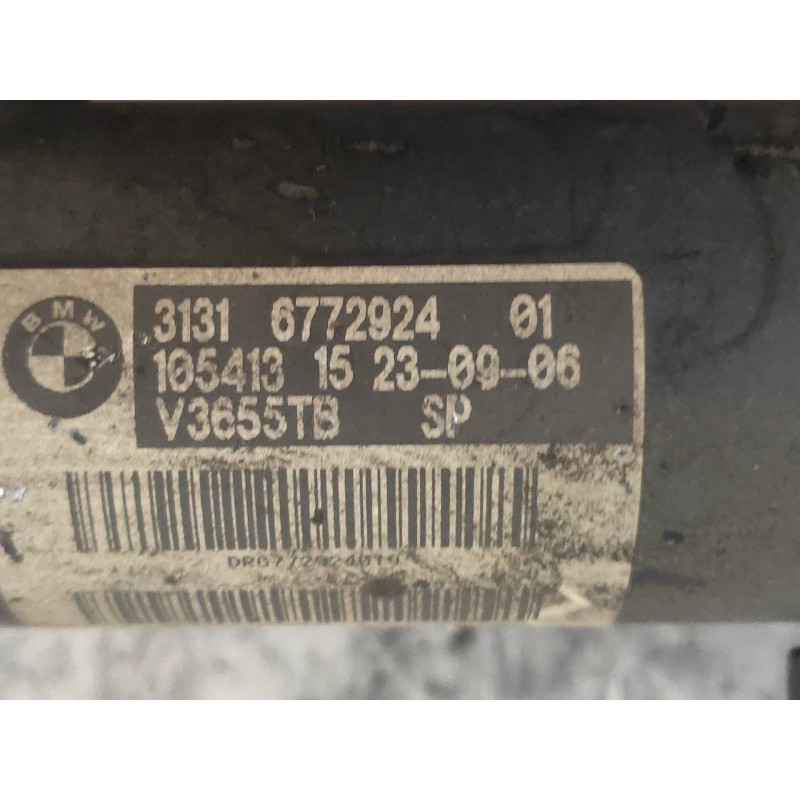 BMW
3131 6772924 01
105413 15 23-09-06
V3655TB SP